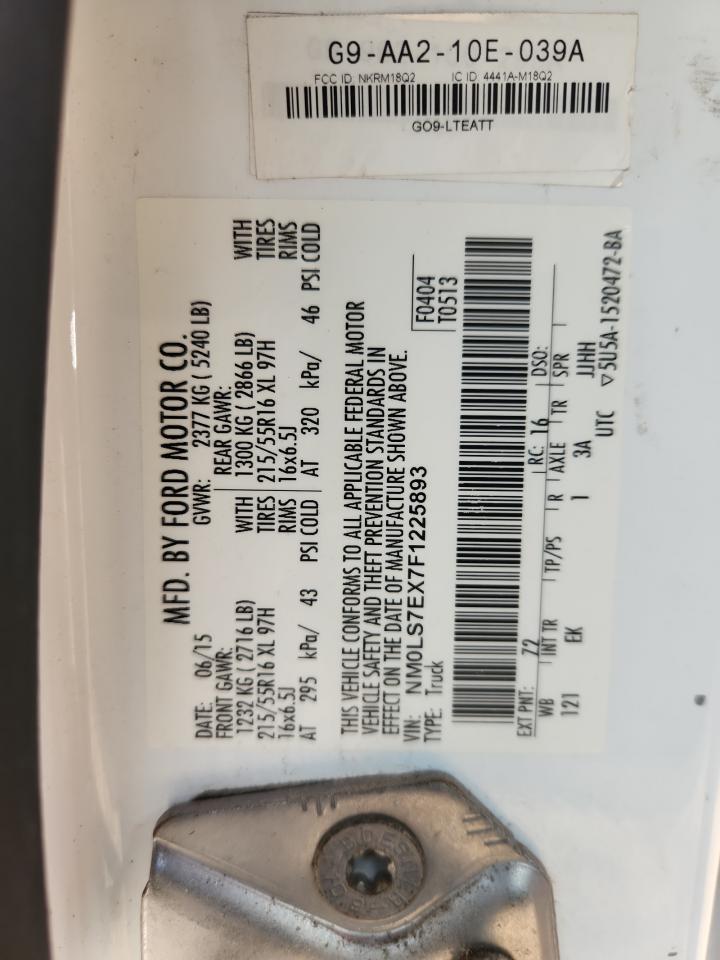 G9-AA2-10E-039A
FCC ID: NKRM18Q2 IC ID: 4441A-M18Q2
GO9-LTEATT
MFD. BY FORD MOTOR CO.
DATE: 06/15 GVWR: 2377 KG ( 5240 LB)
FRONT GAWR: REAR GAWR:
1232 KG ( 2716 LB) WITH 1300 KG ( 2866 LB) WITH
215/55R16 XL 97H TIRES 215/55R16 XL 97H TIRES
16x6.5J RIMS 16x6.5J RIMS
AT 295 kPa/ 43 PSI COLD AT 320 kPa/ 46 PSI COLD
THIS VEHICLE CONFORMS TO ALL APPLICABLE FEDERAL MOTOR
VEHICLE SAFETY AND THEFT PREVENTION STANDARDS IN
EFFECT ON THE DATE OF MANUFACTURE SHOWN ABOVE.
VIN: NM0LS7EX7F1225893 F0404
TYPE: Truck T0513
EXT PNT: Z2 RC: 16 DSO:
WB INT TR TP/PS R AXLE TR SPR
121 EK 1 3A JJHH
UTC ▽5U5A-1520472-BA